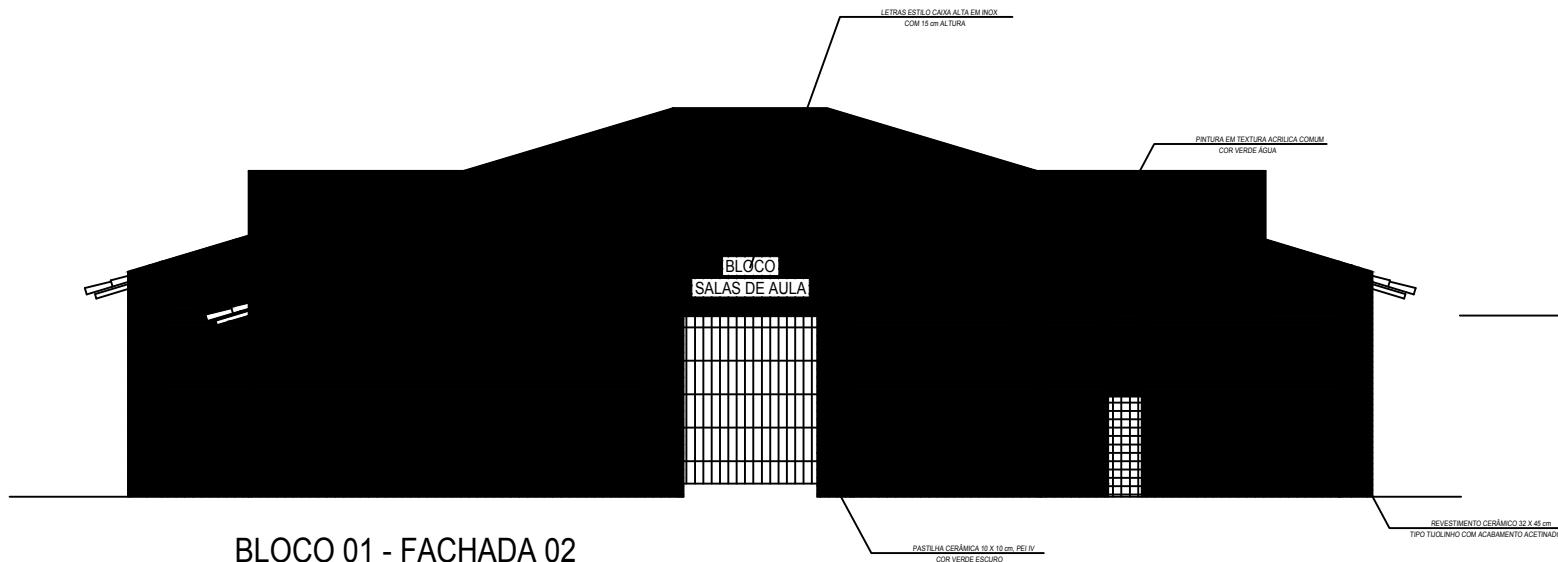 LETRAS ESTILO CAIXA ALTA EM INOX
COM 15 cm ALTURA
PINTURA EM TEXTURA ACRILICA COMUM
COR VERDE ÁGUA
BLOCO
SALAS DE AULA
REVESTIMENTO CERÂMICO 32 X 45 cm
TIPO TIJOLINHO COM ACABAMENTO ACETINAD
BLOCO 01 - FACHADA 02
PASTILHA CERÂMICA 10 X 10 cm, PEI IV
COR VERDE ESCURO